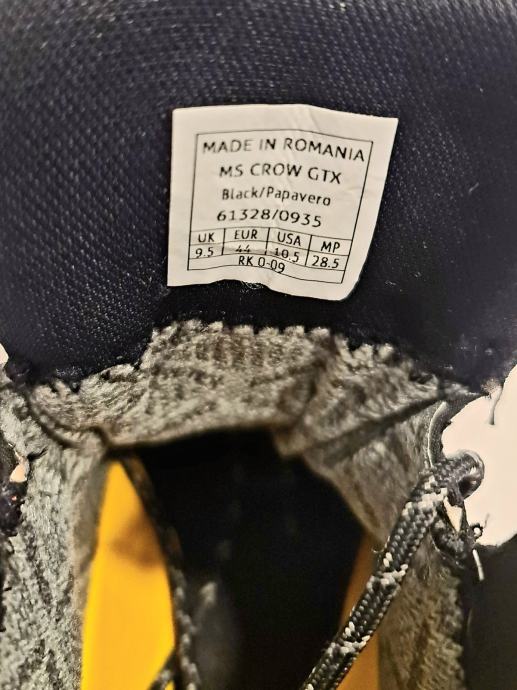 MADE IN ROMANIA
MS CROW GTX
Black/Papavero
61328/0935
UK EUR USA MP
9.5 44 10.5 28.5
RK 0-09